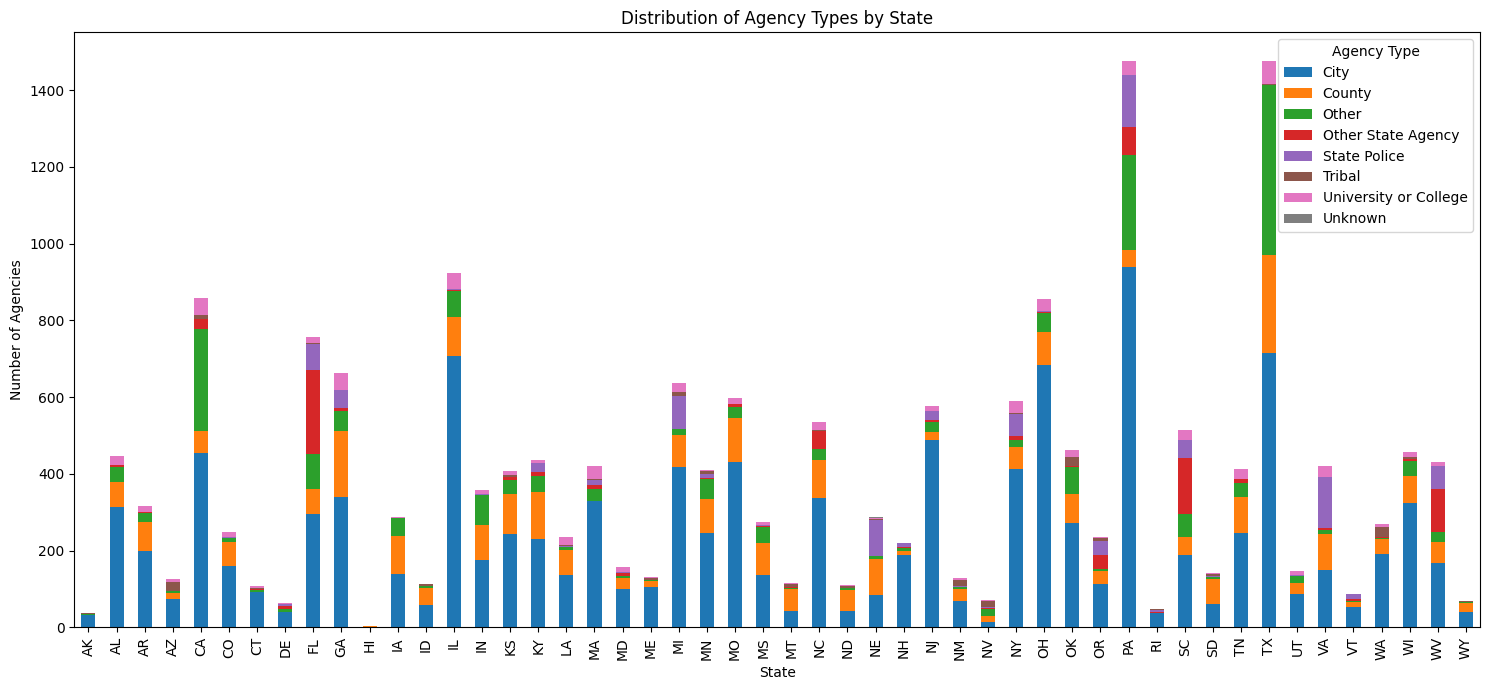 Distribution of Agency Types by State
Number of Agencies
1400
1200
1000
800
600
400
200
0
Agency Type
City
County
Other
Other State Agency
State Police
Tribal
University or College
Unknown
AK AL AR AZ CA CO CT DE FL GA HI IA ID IL IN KS KY LA MA MD ME MI MN MO MS MT NC ND NE NH NJ NM NV NY OH OK OR PA RI SC SD TN TX UT VA VT WA WI WV WY
State